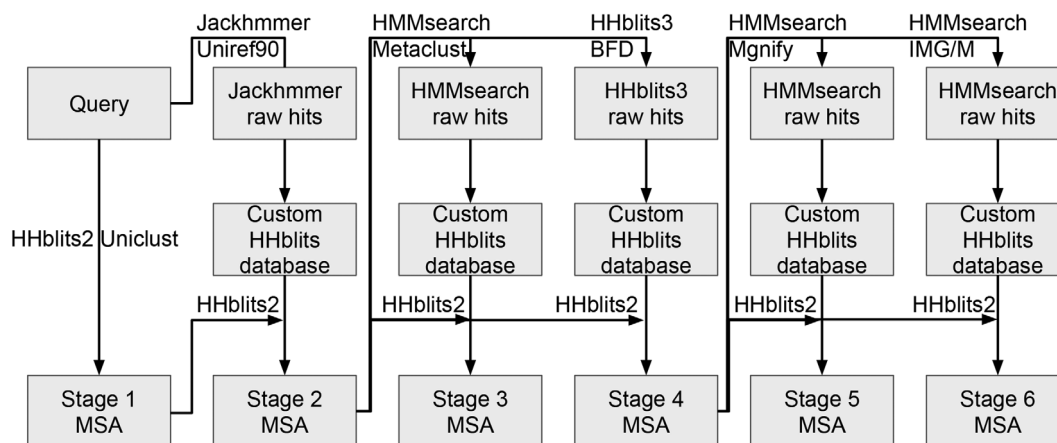 Jackhmmer
Uniref90
HMMsearch
Metaclust
HHblits3
BFD
HMMsearch
Mgnify
HMMsearch
IMG/M
Query
Jackhmmer
raw hits
HMMsearch
raw hits
HHblits3
raw hits
HMMsearch
raw hits
HMMsearch
raw hits
HHblits2 Uniclust
Custom
HHblits
database
Custom
HHblits
database
Custom
HHblits
database
Custom
HHblits
database
Custom
HHblits
database
HHblits2
HHblits2
HHblits2
HHblits2
HHblits2
Stage 1
MSA
Stage 2
MSA
Stage 3
MSA
Stage 4
MSA
Stage 5
MSA
Stage 6
MSA